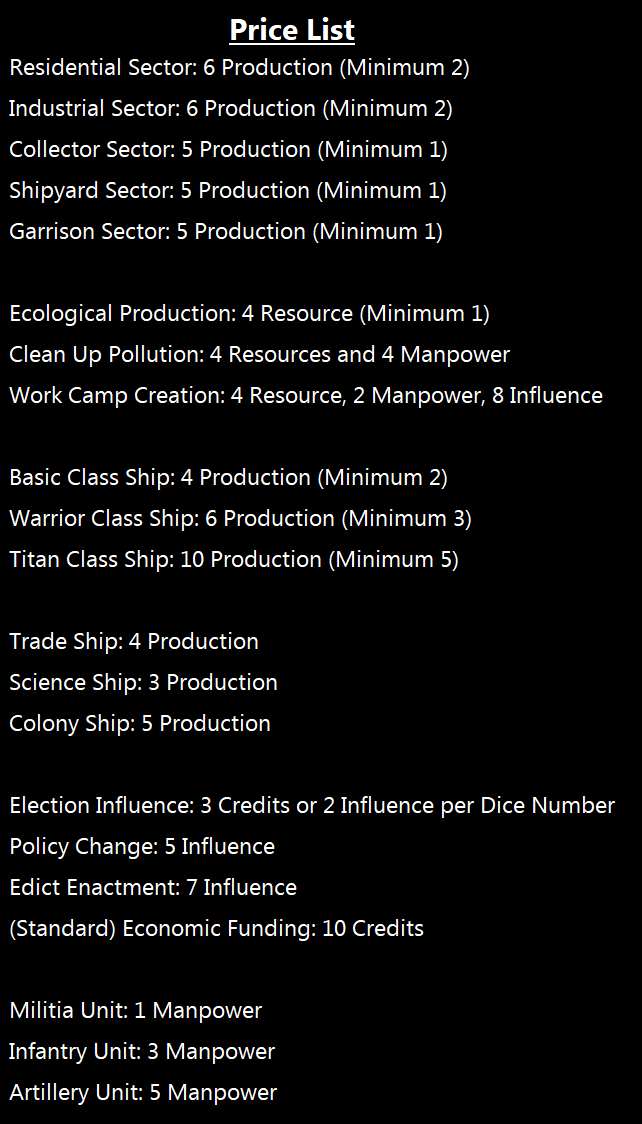 Price List
Residential Sector: 6 Production (Minimum 2)
Industrial Sector: 6 Production (Minimum 2)
Collector Sector: 5 Production (Minimum 1)
Shipyard Sector: 5 Production (Minimum 1)
Garrison Sector: 5 Production (Minimum 1)
Ecological Production: 4 Resource (Minimum 1)
Clean Up Pollution: 4 Resources and 4 Manpower
Work Camp Creation: 4 Resource, 2 Manpower, 8 Influence
Basic Class Ship: 4 Production (Minimum 2)
Warrior Class Ship: 6 Production (Minimum 3)
Titan Class Ship: 10 Production (Minimum 5)
Trade Ship: 4 Production
Science Ship: 3 Production
Colony Ship: 5 Production
Election Influence: 3 Credits or 2 Influence per Dice Number
Policy Change: 5 Influence
Edict Enactment: 7 Influence
(Standard) Economic Funding: 10 Credits
Militia Unit: 1 Manpower
Infantry Unit: 3 Manpower
Artillery Unit: 5 Manpower